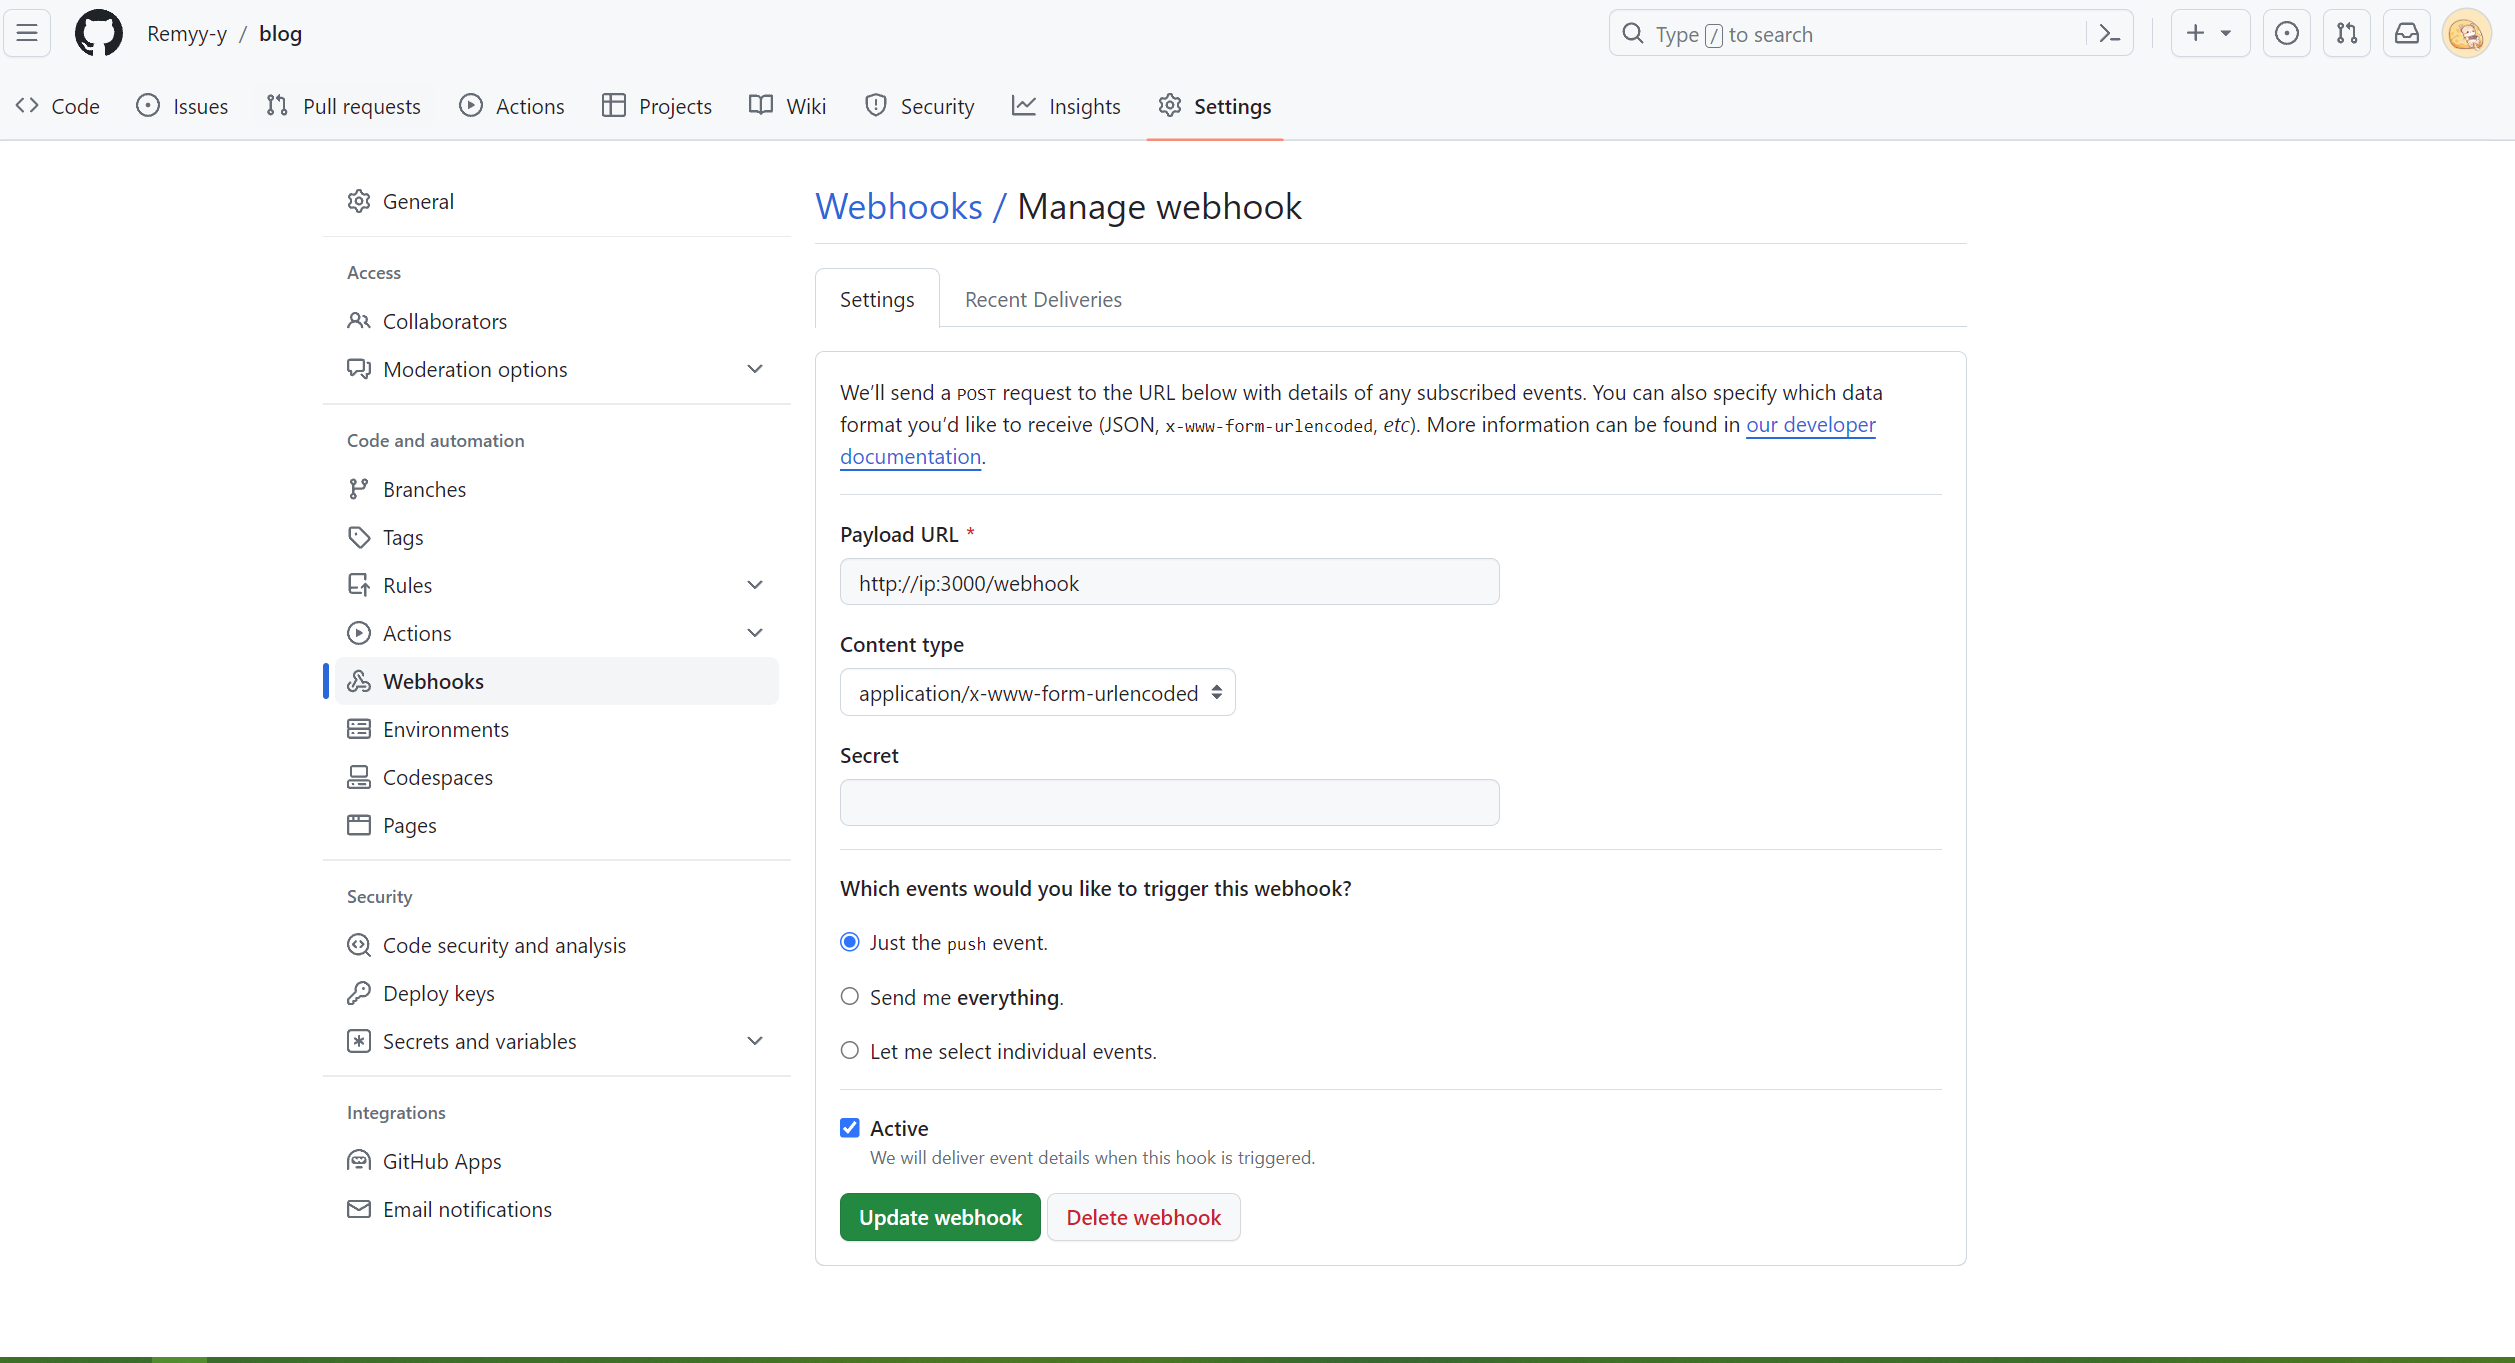 Remyy-y / blog
Type / to search
Code
Issues
Pull requests
Actions
Projects
Wiki
Security
Insights
Settings
General
Access
Collaborators
Moderation options
Code and automation
Branches
Tags
Rules
Actions
Webhooks
Environments
Codespaces
Pages
Security
Code security and analysis
Deploy keys
Secrets and variables
Integrations
GitHub Apps
Email notifications
Webhooks / Manage webhook
Settings
Recent Deliveries
We’ll send a POST request to the URL below with details of any subscribed events. You can also specify which data
format you’d like to receive (JSON, x-www-form-urlencoded, etc). More information can be found in our developer
documentation.
Payload URL *
http://ip:3000/webhook
Content type
application/x-www-form-urlencoded
Secret
Which events would you like to trigger this webhook?
Just the push event.
Send me everything.
Let me select individual events.
Active
We will deliver event details when this hook is triggered.
Update webhook
Delete webhook